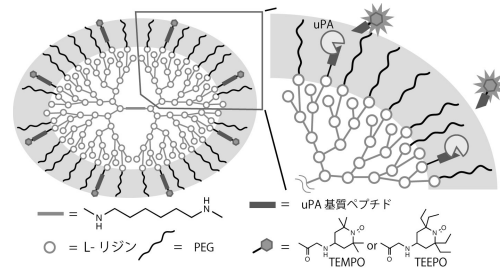 uPA
= uPA 基質ペプチド
= L- リジン
= PEG
= or
TEMPO TEEPO